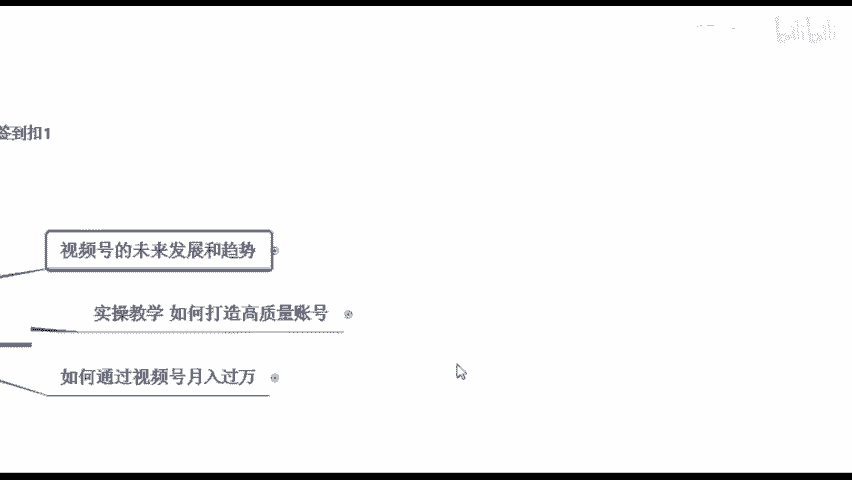 bilibili
签到扣1
视频号的未来发展和趋势
实操教学 如何打造高质量账号
如何通过视频号月入过万